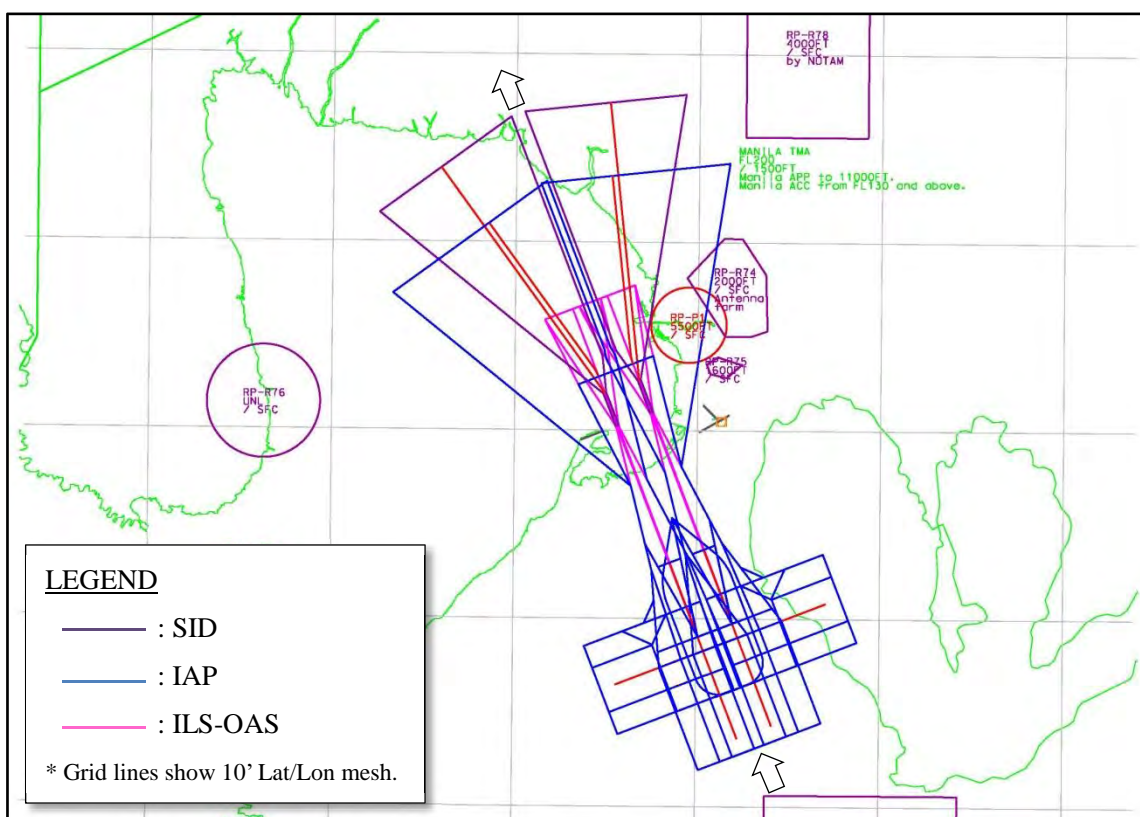 RP-R78
4000FT
/ SFC
by NOTAM
MANILA TMA
FL200
/ 1500FT
Manila APP to 11000FT.
Manila ACC from FL130 and above.
RP-R74
2000FT
/ SFC
Antenna
farm
RP-P1
5500FT
/ SFC
RP-R75
1600FT
/ SFC
RP-R76
UNL
/ SFC
LEGEND
: SID
: IAP
: ILS-OAS
* Grid lines show 10’ Lat/Lon mesh.